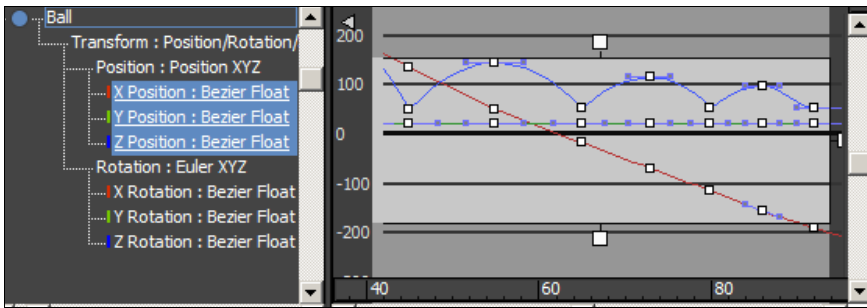 Ball
Transform : Position/Rotation/
Position : Position XYZ
X Position : Bezier Float
Y Position : Bezier Float
Z Position : Bezier Float
Rotation : Euler XYZ
X Rotation : Bezier Float
Y Rotation : Bezier Float
Z Rotation : Bezier Float
200
100
0
-100
-200
40 60 80